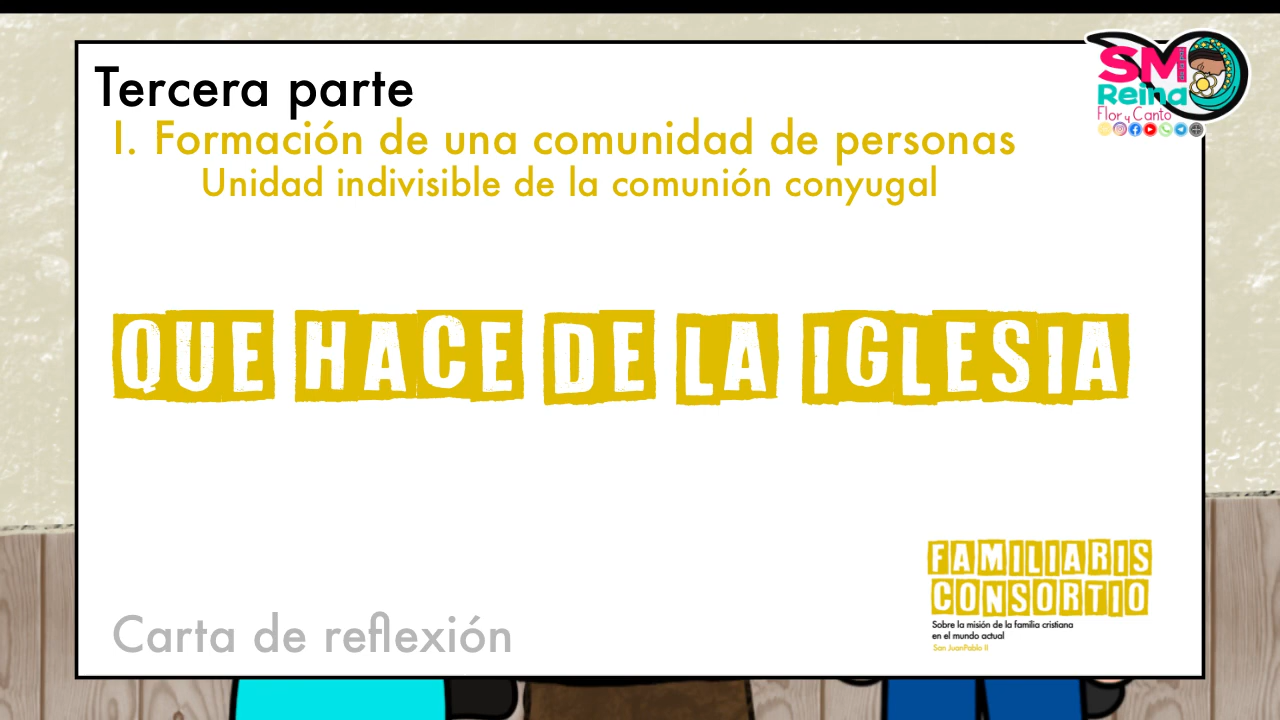 Tercera parte
I. Formación de una comunidad de personas
Unidad indivisible de la comunión conyugal
SM
Reina
Flor y Canto
QUE HACE DE LA IGLESIA
FAMILIARIS
CONSORTIO
Sobre la misión de la familia cristiana
en el mundo actual
San JuanPablo II
Carta de reflexión